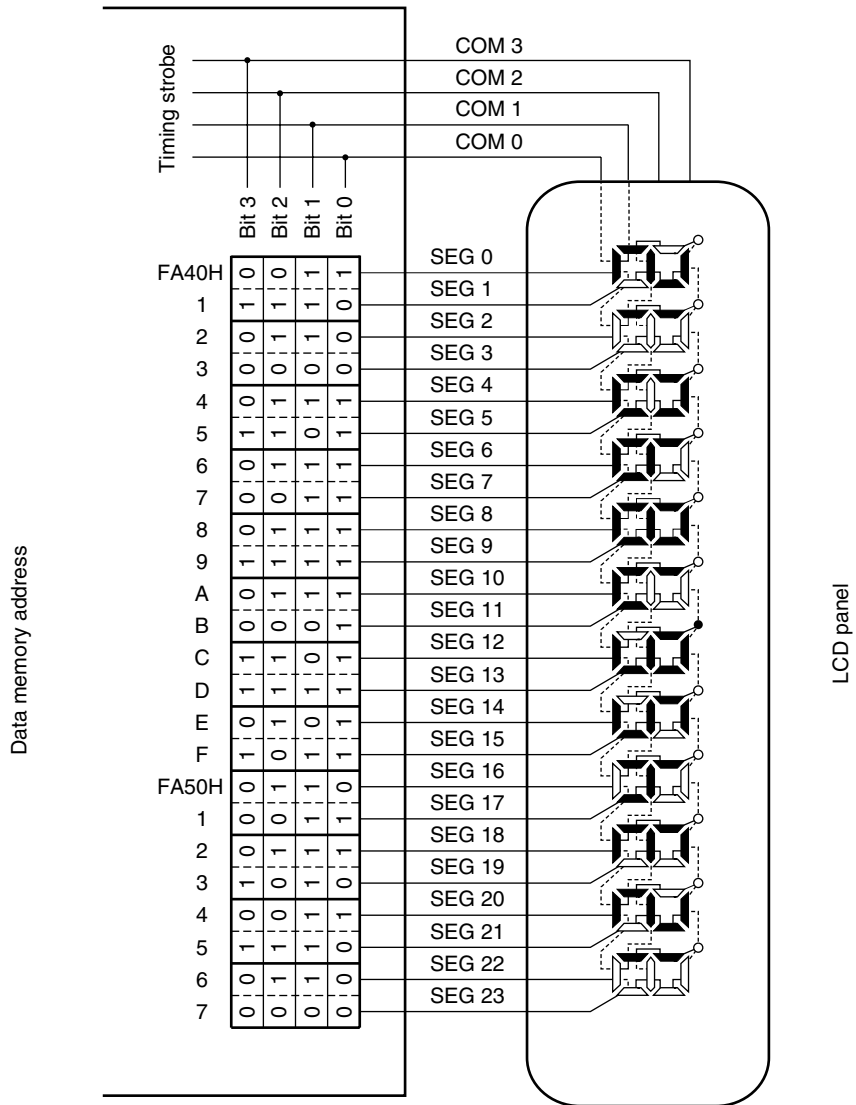 COM 3
COM 2
COM 1
COM 0
Timing strobe
Bit 3
Bit 2
Bit 1
Bit 0
FA40H 0 0 1 1 SEG 0
1 1 1 1 0 SEG 1
2 0 1 1 0 SEG 2
3 0 0 0 0 SEG 3
4 0 1 1 1 SEG 4
5 1 1 0 1 SEG 5
6 0 1 1 1 SEG 6
7 0 0 1 1 SEG 7
8 0 1 1 1 SEG 8
9 1 1 1 1 SEG 9
A 0 1 1 1 SEG 10
B 0 0 0 1 SEG 11
C 1 1 0 1 SEG 12
D 1 1 1 1 SEG 13
E 0 1 0 1 SEG 14
F 1 0 1 1 SEG 15
FA50H 0 1 1 0 SEG 16
1 0 0 1 1 SEG 17
2 0 1 1 1 SEG 18
3 1 0 1 0 SEG 19
4 0 0 1 1 SEG 20
5 1 1 1 0 SEG 21
6 0 1 1 0 SEG 22
7 0 0 0 0 SEG 23
Data memory address
LCD panel